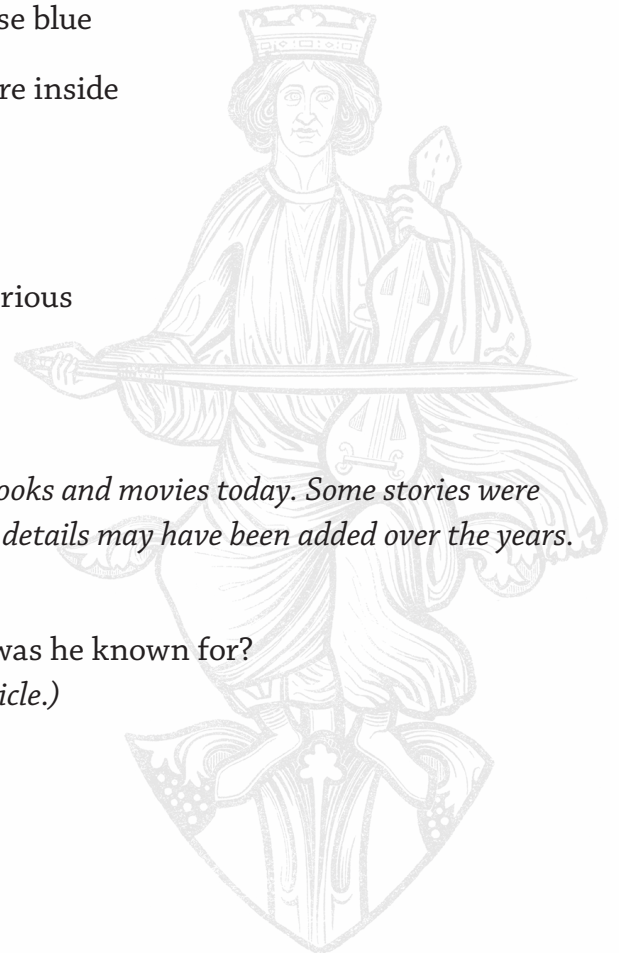 se blue
re inside
rious
ooks and movies today. Some stories were
details may have been added over the years.
was he known for?
icle.)